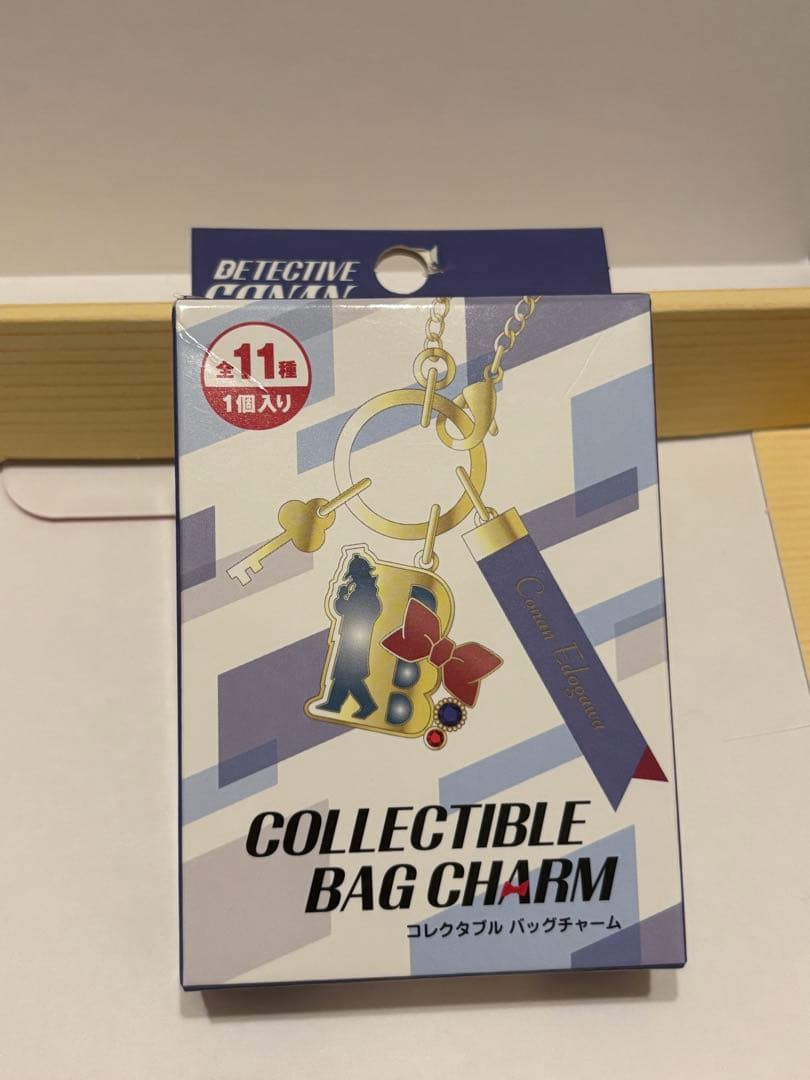 DETECTIVE
CONAN
全11種
1個入り
B
Conan Edogawa
COLLECTIBLE
BAG CHARM
コレクタブル バッグチャーム